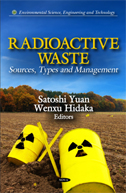 Environmental Science, Engineering and Technology
RADIOACTIVE
WASTE
Sources, Types and Management
Satoshi Yuan
Wenxu Hidaka
Editors